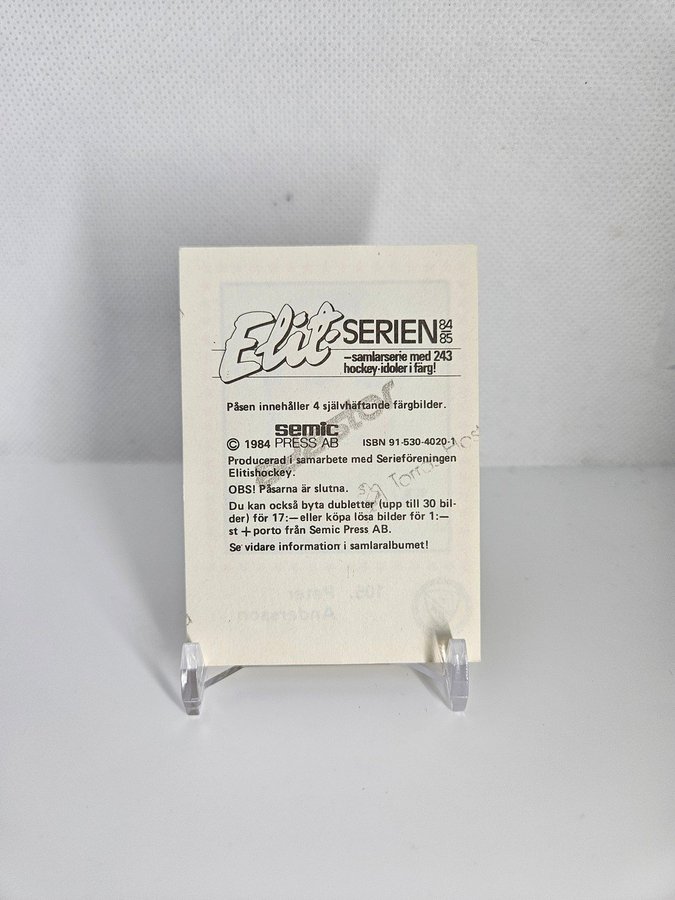 Elit-SERIEN 84 85
–samlarserie med 243
hockey-idoler i färg!
Påsen innehåller 4 självhäftande färgbilder.
semic
© 1984 PRESS AB ISBN 91-530-4020-1
Producerad i samarbete med Serieföreningen
Elitishockey.
OBS! Påsarna är slutna.
Du kan också byta dubletter (upp till 30 bil-
der) för 17:— eller köpa lösa bilder för 1:—
st + porto från Semic Press AB.
Se vidare information i samlaralbumet!
105. Peter
Andersson